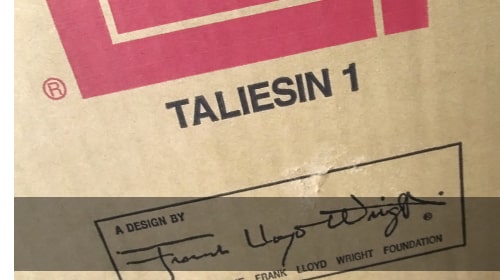 ®
TALIESIN 1
A DESIGN BY
Frank Lloyd Wright ®
FRANK LLOYD WRIGHT FOUNDATION